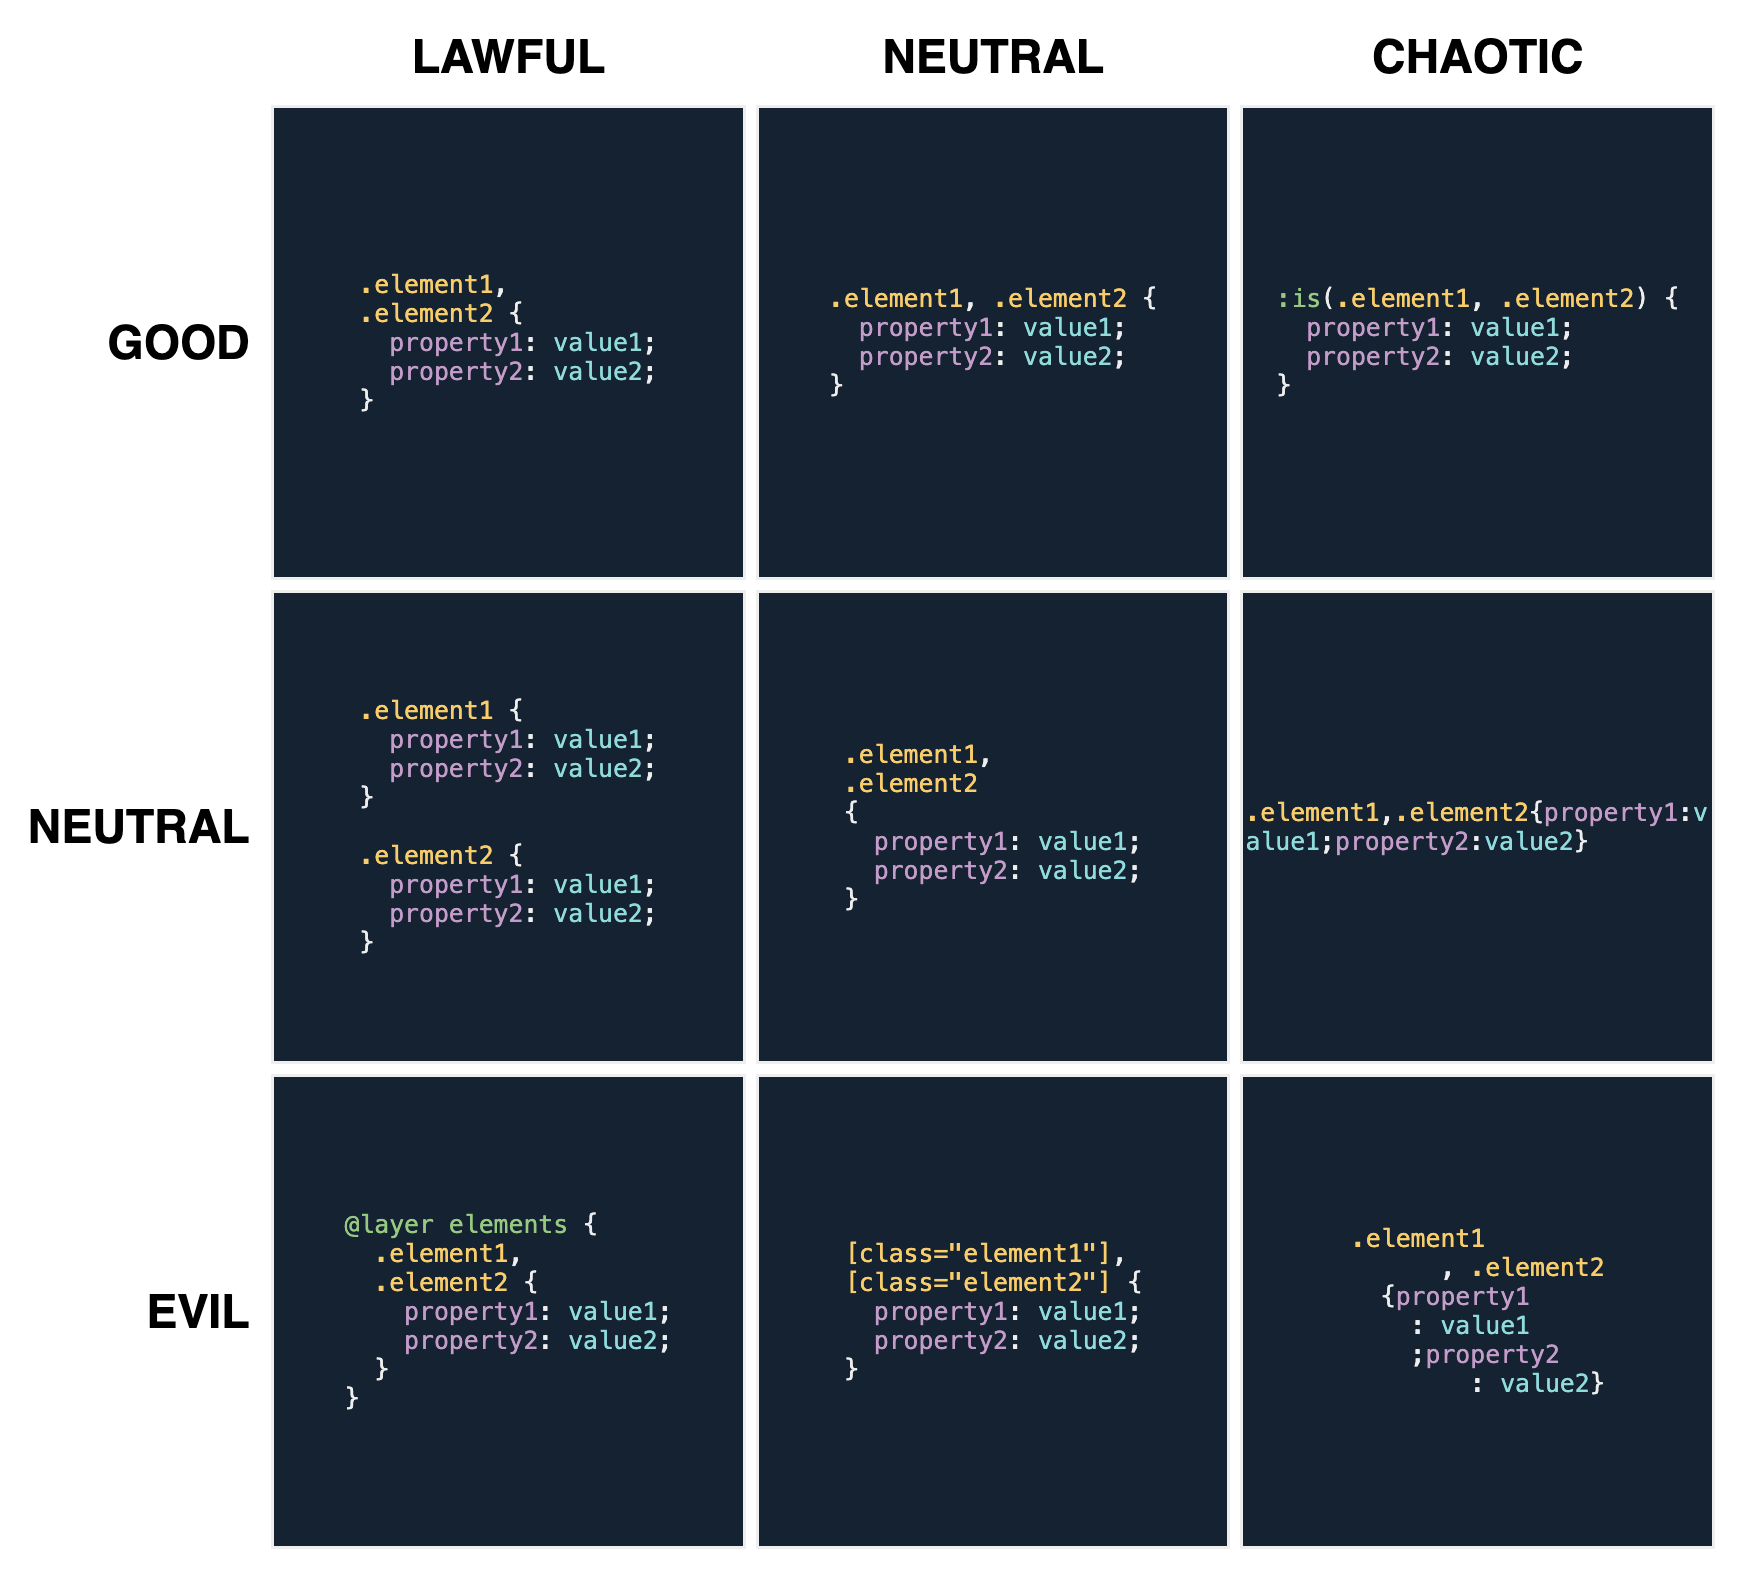 LAWFUL NEUTRAL CHAOTIC
GOOD
.element1,
.element2 {
  property1: value1;
  property2: value2;
}
.element1, .element2 {
  property1: value1;
  property2: value2;
}
:is(.element1, .element2) {
  property1: value1;
  property2: value2;
}
NEUTRAL
.element1 {
  property1: value1;
  property2: value2;
}
.element2 {
  property1: value1;
  property2: value2;
}
.element1,
.element2
{
  property1: value1;
  property2: value2;
}
.element1,.element2{property1:v
alue1;property2:value2}
EVIL
@layer elements {
  .element1,
  .element2 {
    property1: value1;
    property2: value2;
  }
}
[class="element1"],
[class="element2"] {
  property1: value1;
  property2: value2;
}
.element1
      , .element2
  {property1
    : value1
    ;property2
        : value2}